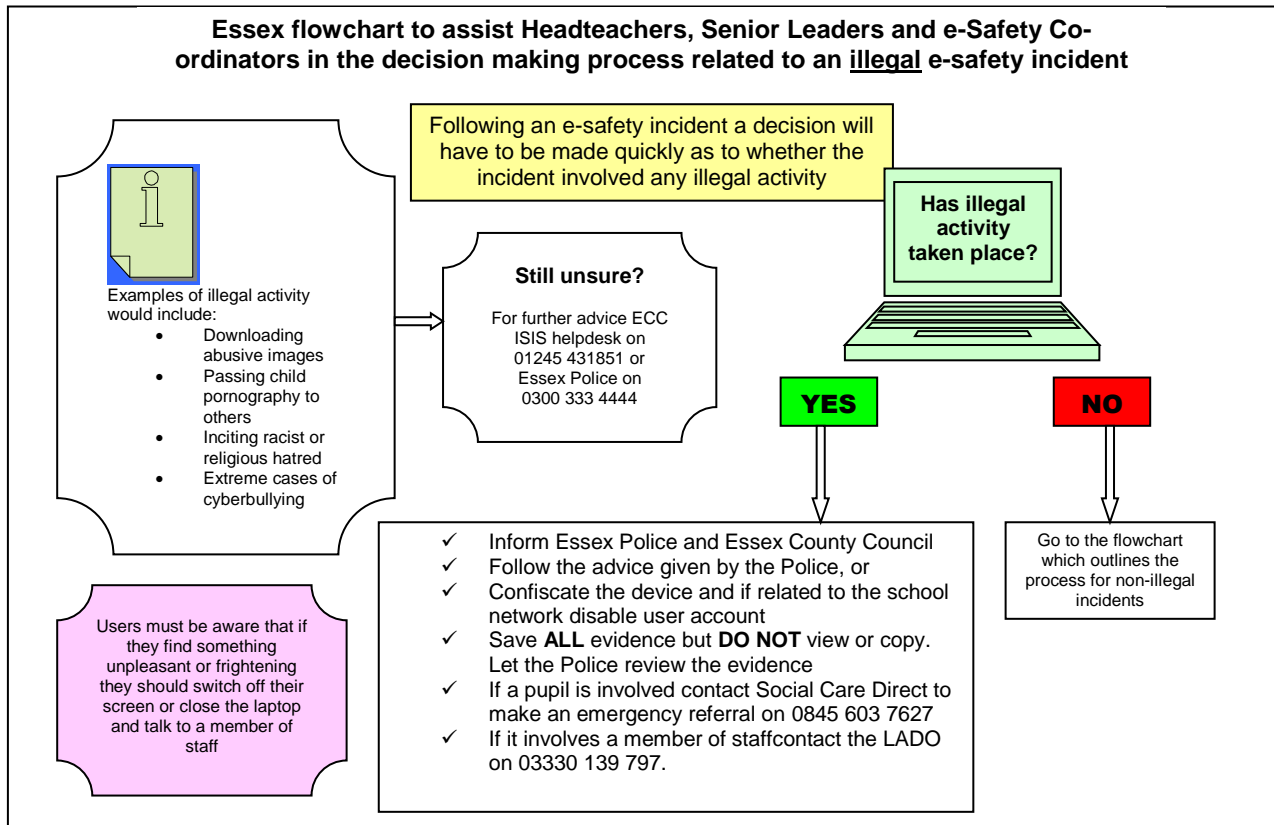 Essex flowchart to assist Headteachers, Senior Leaders and e-Safety Co-
ordinators in the decision making process related to an illegal e-safety incident
Following an e-safety incident a decision will
have to be made quickly as to whether the
incident involved any illegal activity
Has illegal
activity
taken place?
i
Examples of illegal activity
would include:
• Downloading
abusive images
• Passing child
pornography to
others
• Inciting racist or
religious hatred
• Extreme cases of
cyberbullying
Still unsure?
For further advice ECC
ISIS helpdesk on
01245 431851 or
Essex Police on
0300 333 4444
YES
NO
✓ Inform Essex Police and Essex County Council
✓ Follow the advice given by the Police, or
✓ Confiscate the device and if related to the school
network disable user account
✓ Save ALL evidence but DO NOT view or copy.
Let the Police review the evidence
✓ If a pupil is involved contact Social Care Direct to
make an emergency referral on 0845 603 7627
✓ If it involves a member of staffcontact the LADO
on 03330 139 797.
Go to the flowchart
which outlines the
process for non-illegal
incidents
Users must be aware that if
they find something
unpleasant or frightening
they should switch off their
screen or close the laptop
and talk to a member of
staff